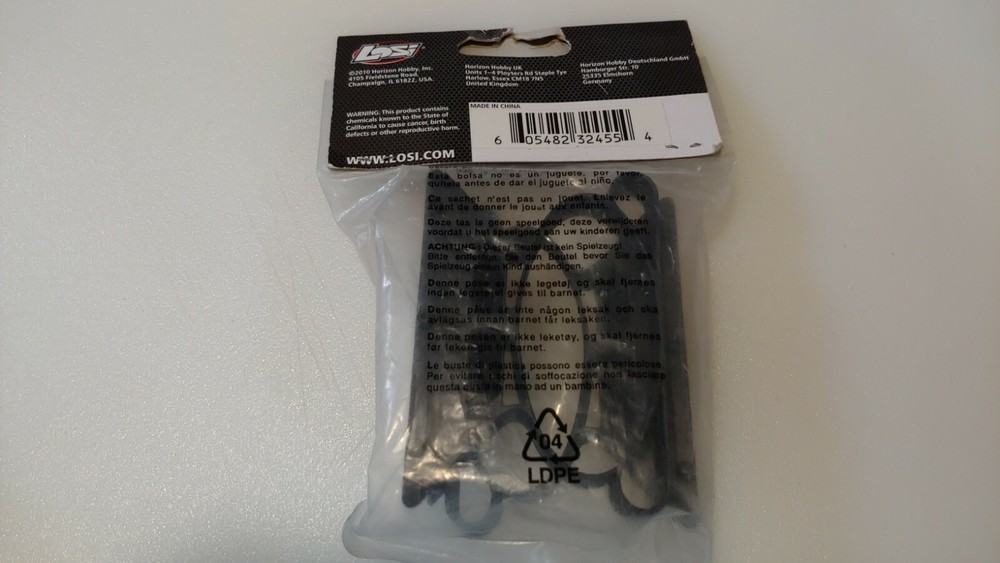 LOSI
©2010 Horizon Hobby, Inc.
4105 Fieldstone Road,
Champaign, IL 61822, USA.
Horizon Hobby UK
Units 1-4 Ployters Rd Staple Tye
Harlow, Essex CM18 7NS
United Kingdom
Horizon Hobby Deutschland GmbH
Hamburger Str. 10
25335 Elmshorn
Germany
WARNING: This product contains
chemicals known to the State of
California to cause cancer, birth
defects or other reproductive harm.
WWW.LOSI.COM
MADE IN CHINA
6 05482 32455 4
Esta bolsa no es un juguete, por favor,
quitela antes de dar el juguete al niño.
Ce sachet n'est pas un jouet. Enlevez le
avant de donner le jouet aux enfants.
Deze tas is geen speelgoed, deze verwijderen
voordat u het speelgoed aan uw kinderen geeft.
ACHTUNG: Dieser Beutel ist kein Spielzeug!
Bitte entfernen Sie den Beutel bevor Sie das
Spielzeug einem Kind aushändigen.
Denne pose er ikke legetøj og skal fjernes
inden legetøjet gives til barnet.
Denna påse är inte någon leksak och ska
avlägsas innan barnet får leksaken.
Denne posen er ikke leketøy, og skal fjernes
før leken gis til barnet.
Le buste di plastica possono essere pericolose.
Per evitare rischi di soffocazione non lasciare
questa busta in mano ad un bambino.
04
LDPE